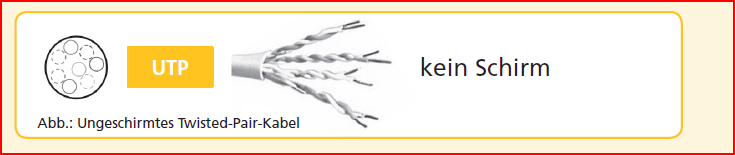 UTP
kein Schirm
Abb.: Ungeschirmtes Twisted-Pair-Kabel